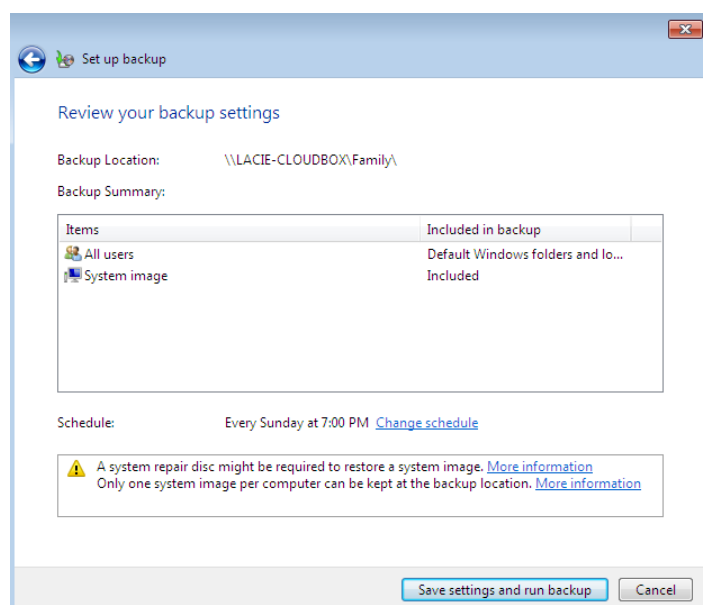 Set up backup
Review your backup settings
Backup Location: \\LACIE-CLOUDBOX\Family\
Backup Summary:
Items Included in backup
All users Default Windows folders and lo...
System image Included
Schedule: Every Sunday at 7:00 PM Change schedule
A system repair disc might be required to restore a system image. More information
Only one system image per computer can be kept at the backup location. More information
Save settings and run backup Cancel